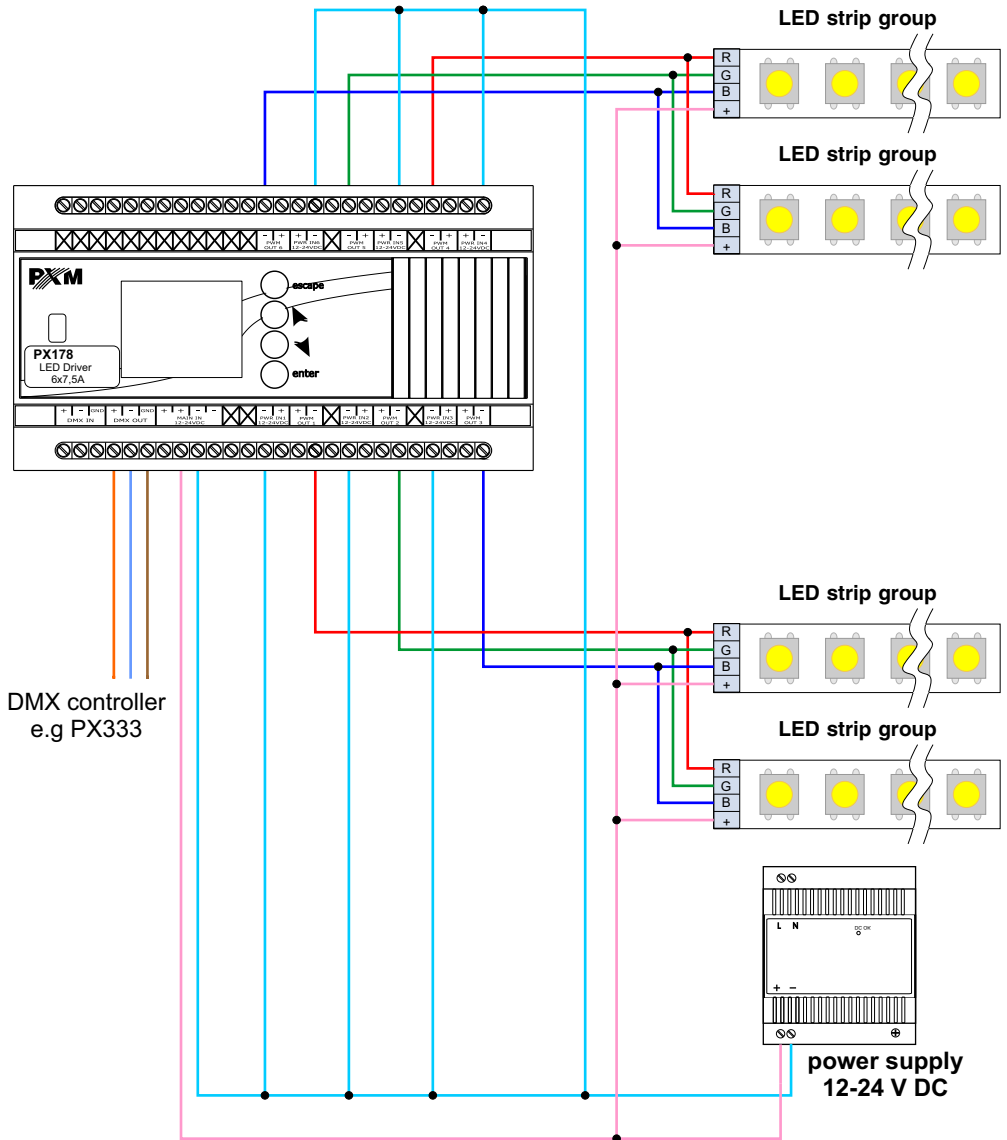 LED strip group
R
G
B
+
LED strip group
R
G
B
+
- + + - - + + - - + + -
PWM OUT 6 PWR IN6 12-24VDC PWM OUT 5 PWR IN5 12-24VDC PWM OUT 4 PWR IN4 12-24VDC
PXM
escape
enter
PX178
LED Driver
6x7,5A
+ - GND + - GND + + - - - + + - - + + - - + + -
DMX IN DMX OUT MAIN IN 12-24VDC PWR IN1 12-24VDC PWM OUT 1 PWR IN2 12-24VDC PWM OUT 2 PWR IN3 12-24VDC PWM OUT 3
DMX controller
e.g PX333
LED strip group
R
G
B
+
LED strip group
R
G
B
+
L N
DC OK
+ -
power supply
12-24 V DC